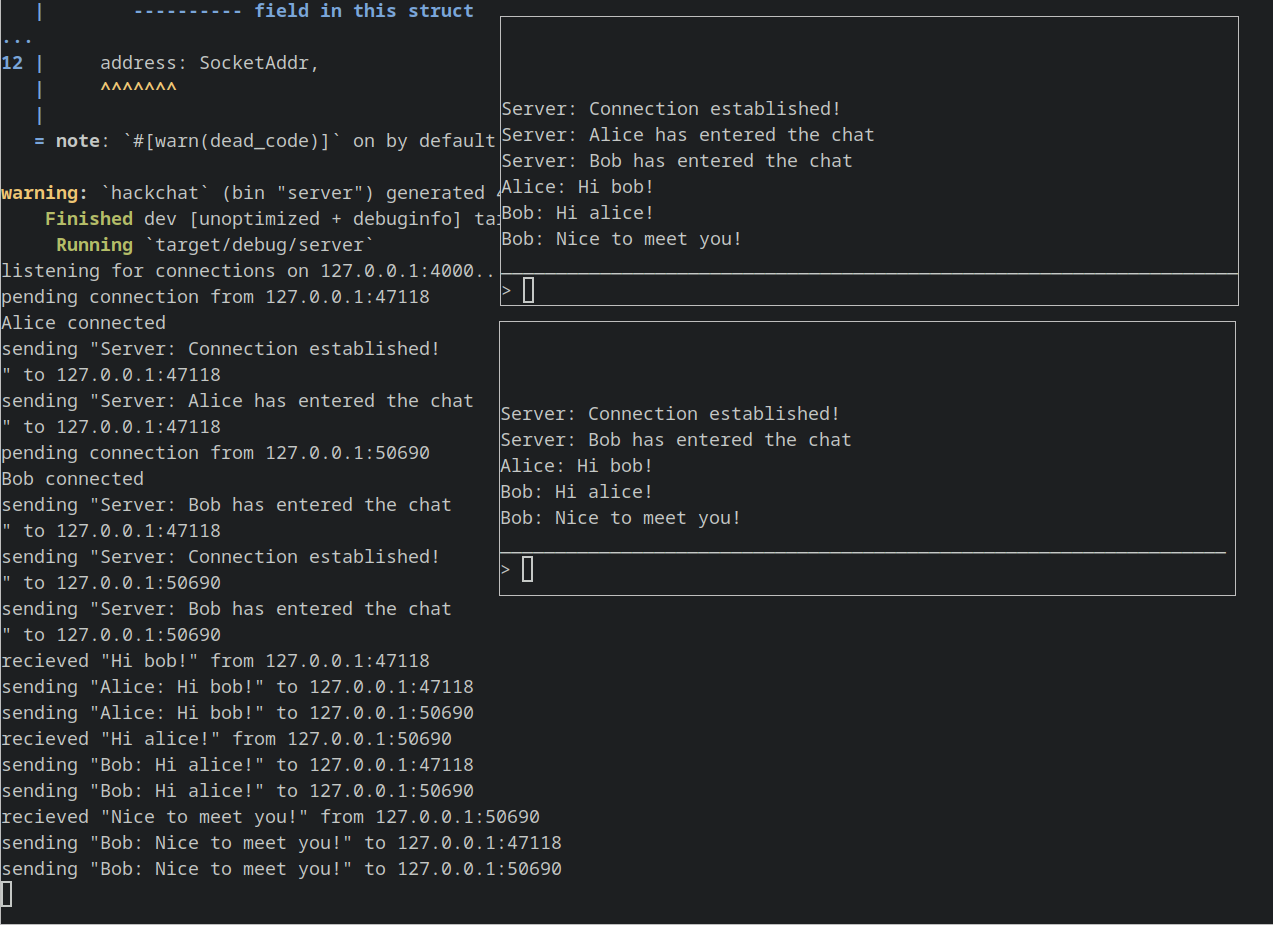 |        ---------- field in this struct
...
12 |     address: SocketAddr,
   |     ^^^^^^^
   |
   = note: `#[warn(dead_code)]` on by default

warning: `hackchat` (bin "server") generated
    Finished dev [unoptimized + debuginfo]
     Running `target/debug/server`
listening for connections on 127.0.0.1:4000..
pending connection from 127.0.0.1:47118
Alice connected
sending "Server: Connection established!
" to 127.0.0.1:47118
sending "Server: Alice has entered the chat
" to 127.0.0.1:47118
pending connection from 127.0.0.1:50690
Bob connected
sending "Server: Bob has entered the chat
" to 127.0.0.1:47118
sending "Server: Connection established!
" to 127.0.0.1:50690
sending "Server: Bob has entered the chat
" to 127.0.0.1:50690
recieved "Hi bob!" from 127.0.0.1:47118
sending "Alice: Hi bob!" to 127.0.0.1:47118
sending "Alice: Hi bob!" to 127.0.0.1:50690
recieved "Hi alice!" from 127.0.0.1:50690
sending "Bob: Hi alice!" to 127.0.0.1:47118
sending "Bob: Hi alice!" to 127.0.0.1:50690
recieved "Nice to meet you!" from 127.0.0.1:50690
sending "Bob: Nice to meet you!" to 127.0.0.1:47118
sending "Bob: Nice to meet you!" to 127.0.0.1:50690

Server: Connection established!
Server: Alice has entered the chat
Server: Bob has entered the chat
Alice: Hi bob!
Bob: Hi alice!
Bob: Nice to meet you!
>

Server: Connection established!
Server: Bob has entered the chat
Alice: Hi bob!
Bob: Hi alice!
Bob: Nice to meet you!
>